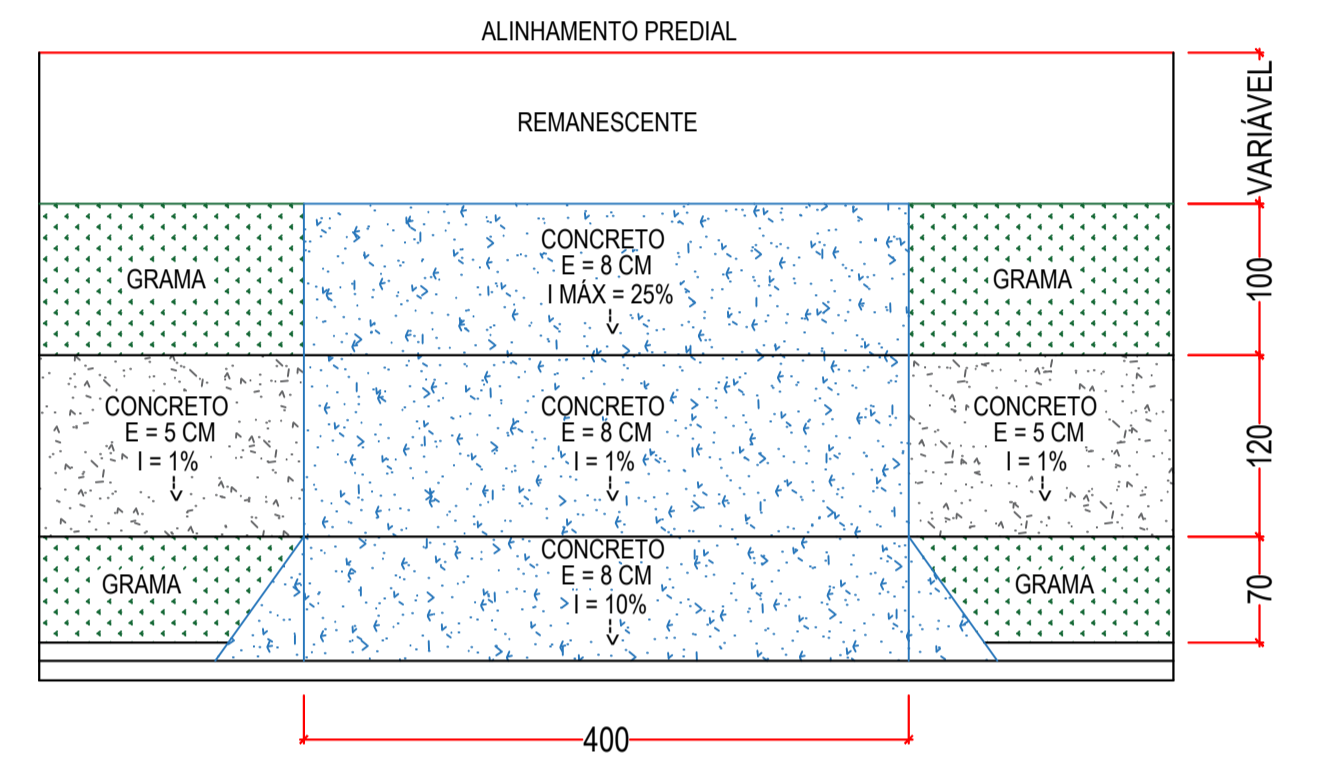 ALINHAMENTO PREDIAL
REMANESCENTE
VARIÁVEL
GRAMA
CONCRETO
E = 8 CM
I MÁX = 25%
GRAMA
100
CONCRETO
E = 5 CM
I = 1%
CONCRETO
E = 8 CM
I = 1%
CONCRETO
E = 5 CM
I = 1%
120
GRAMA
CONCRETO
E = 8 CM
I = 10%
GRAMA
70
400